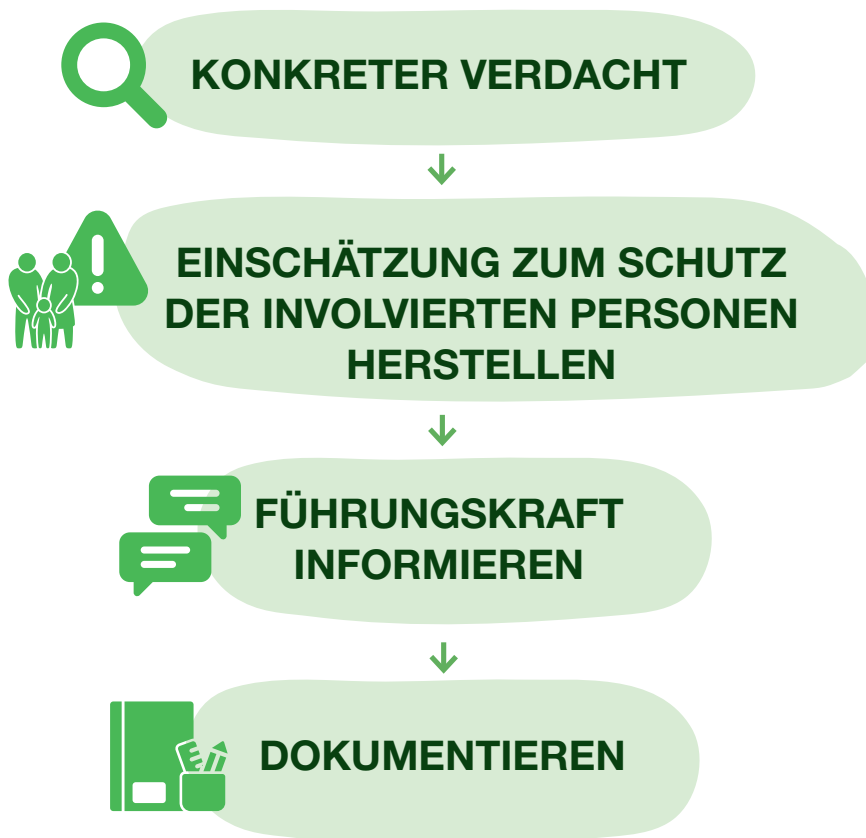 KONKRETER VERDACHT
EINSCHÄTZUNG ZUM SCHUTZ
DER INVOLVIERTEN PERSONEN
HERSTELLEN
FÜHRUNGSKRAFT
INFORMIEREN
DOKUMENTIEREN